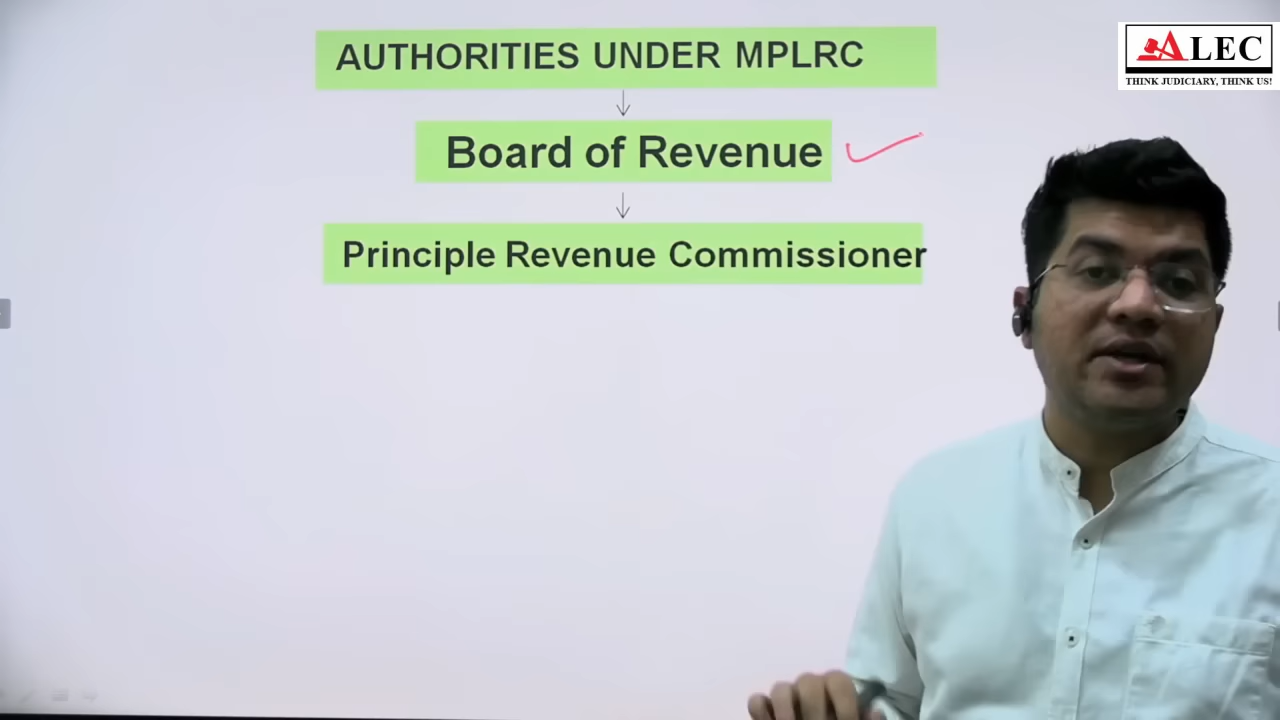 AUTHORITIES UNDER MPLRC
ALEC
THINK JUDICIARY, THINK US!
Board of Revenue
Principle Revenue Commissioner